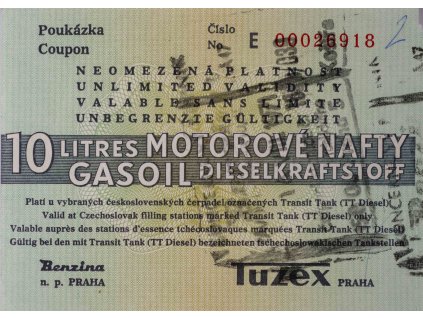 Poukázka
Coupon
Číslo
No E 00026918 2
NEOMEZENÁ PLATNOST
UNLIMITED VALIDITY
VALABLE SANS LIMITE
UNBEGRENZTE GÜLTIGKEIT
10 LITRES MOTOROVÉ NAFTY
GASOIL DIESELKRAFTSTOFF
Platí u vybraných československých čerpadel označených Transit Tank (TT Diesel)
Valid at Czechoslovak filling stations marked Transit Tank (TT Diesel) only
Valable auprès des stations d'essence tchécoslovaques marquées Transit Tank (TT Diesel)
Gültig bei den mit Transit Tank (TT Diesel) bezeichneten tschechoslowakischen Tankstellen
Benzina
n. p. PRAHA
Tuzex PRAHA